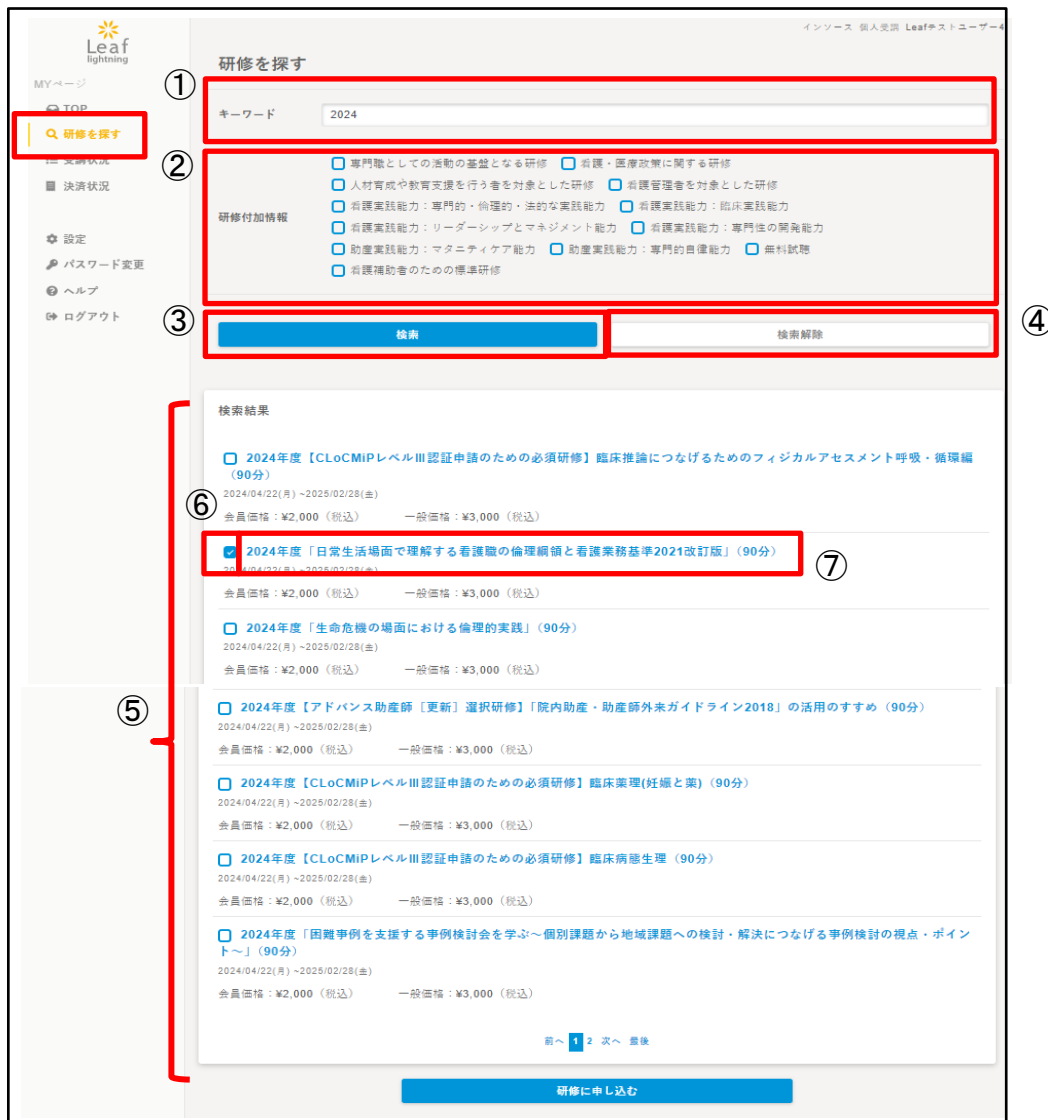 インソース 個人受講 Leafテストユーザー4
Leaf
lightning
MYページ
TOP
研修を探す
受講状況
決済状況
設定
パスワード変更
ヘルプ
ログアウト
研修を探す
①
キーワード 2024
②
研修付加情報
専門職としての活動の基盤となる研修 看護・医療政策に関する研修
人材育成や教育支援を行う者を対象とした研修 看護管理者を対象とした研修
看護実践能力：専門的・倫理的・法的な実践能力 看護実践能力：臨床実践能力
看護実践能力：リーダーシップとマネジメント能力 看護実践能力：専門性の開発能力
助産実践能力：マタニティケア能力 助産実践能力：専門的自律能力 無料試聴
看護補助者のための標準研修
③ 検索 検索解除 ④
⑤
検索結果
2024年度【CLoCMiPレベルⅢ認証申請のための必須研修】臨床推論につなげるためのフィジカルアセスメント呼吸・循環編
（90分）
2024/04/22(月) ~2025/02/28(金)
会員価格：¥2,000（税込） 一般価格：¥3,000（税込）
⑥
2024年度「日常生活場面で理解する看護職の倫理綱領と看護業務基準2021改訂版」（90分）
⑦
2024/04/22(月) ~2025/02/28(金)
会員価格：¥2,000（税込） 一般価格：¥3,000（税込）
2024年度「生命危機の場面における倫理的実践」（90分）
2024/04/22(月) ~2025/02/28(金)
会員価格：¥2,000（税込） 一般価格：¥3,000（税込）
2024年度【アドバンス助産師［更新］選択研修】「院内助産・助産師外来ガイドライン2018」の活用のすすめ（90分）
2024/04/22(月) ~2025/02/28(金)
会員価格：¥2,000（税込） 一般価格：¥3,000（税込）
2024年度【CLoCMiPレベルⅢ認証申請のための必須研修】臨床薬理(妊娠と薬)（90分）
2024/04/22(月) ~2025/02/28(金)
会員価格：¥2,000（税込） 一般価格：¥3,000（税込）
2024年度【CLoCMiPレベルⅢ認証申請のための必須研修】臨床病態生理（90分）
2024/04/22(月) ~2025/02/28(金)
会員価格：¥2,000（税込） 一般価格：¥3,000（税込）
2024年度「困難事例を支援する事例検討会を学ぶ～個別課題から地域課題への検討・解決につなげる事例検討の視点・ポイン
ト～」（90分）
2024/04/22(月) ~2025/02/28(金)
会員価格：¥2,000（税込） 一般価格：¥3,000（税込）
前へ 1 2 次へ 最後
研修に申し込む